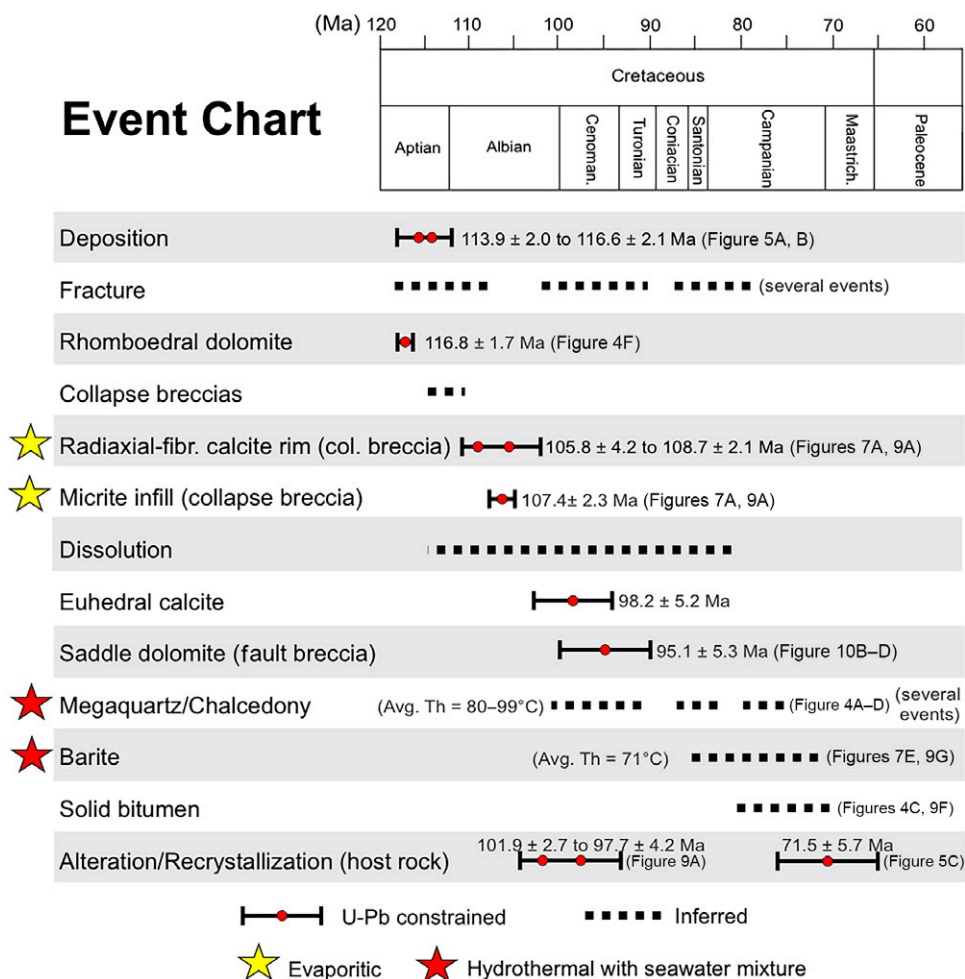 (Ma) 120 110 100 90 80 70 60
Cretaceous
Event Chart
Aptian Albian Cenoman. Turonian Coniacian Santonian Campanian Maastrich. Paleocene
Deposition 113.9 ± 2.0 to 116.6 ± 2.1 Ma (Figure 5A, B)
Fracture (several events)
Rhomboedral dolomite 116.8 ± 1.7 Ma (Figure 4F)
Collapse breccias
Radiaxial-fibr. calcite rim (col. breccia) 105.8 ± 4.2 to 108.7 ± 2.1 Ma (Figures 7A, 9A)
Micrite infill (collapse breccia) 107.4± 2.3 Ma (Figures 7A, 9A)
Dissolution
Euhedral calcite 98.2 ± 5.2 Ma
Saddle dolomite (fault breccia) 95.1 ± 5.3 Ma (Figure 10B–D)
Megaquartz/Chalcedony (Avg. Th = 80–99°C) (Figure 4A–D) (several
events)
Barite (Avg. Th = 71°C) (Figures 7E, 9G)
Solid bitumen (Figures 4C, 9F)
101.9 ± 2.7 to 97.7 ± 4.2 Ma 71.5 ± 5.7 Ma
Alteration/Recrystallization (host rock) (Figure 9A) (Figure 5C)
U-Pb constrained Inferred
Evaporitic Hydrothermal with seawater mixture